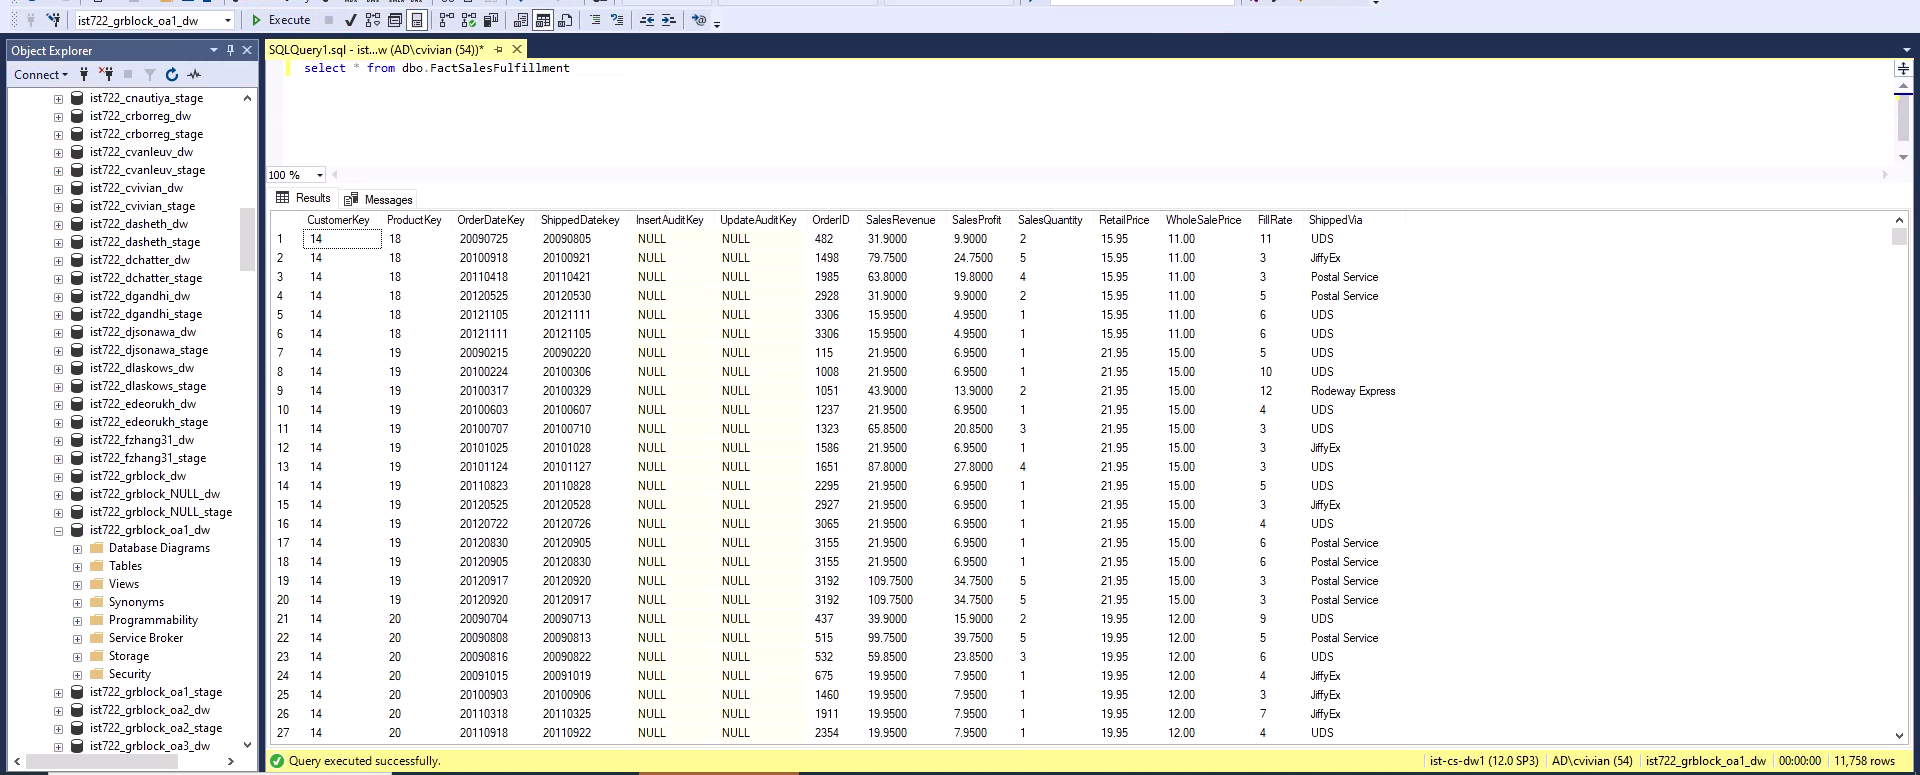 ist722_grblock_oa1_dw
Execute
Object Explorer
SQLQuery1.sql - ist...w (AD\cvivian (54))*
Connect
select * from dbo.FactSalesFulfillment
ist722_cnautiya_stage
ist722_crborreg_dw
ist722_crborreg_stage
ist722_cvanleuv_dw
ist722_cvanleuv_stage
ist722_cvivian_dw
ist722_cvivian_stage
ist722_dasheth_dw
ist722_dasheth_stage
ist722_dchatter_dw
ist722_dchatter_stage
ist722_dgandhi_dw
ist722_dgandhi_stage
ist722_djsonawa_dw
ist722_djsonawa_stage
ist722_dlaskows_dw
ist722_dlaskows_stage
ist722_edeorukh_dw
ist722_edeorukh_stage
ist722_fzhang31_dw
ist722_fzhang31_stage
ist722_grblock_dw
ist722_grblock_NULL_dw
ist722_grblock_NULL_stage
ist722_grblock_oa1_dw
Database Diagrams
Tables
Views
Synonyms
Programmability
Service Broker
Storage
Security
ist722_grblock_oa1_stage
ist722_grblock_oa2_dw
ist722_grblock_oa2_stage
ist722_grblock_oa3_dw
100 %
Results Messages
CustomerKey ProductKey OrderDateKey ShippedDatekey InsertAuditKey UpdateAuditKey OrderID SalesRevenue SalesProfit SalesQuantity RetailPrice WholeSalePrice FillRate ShippedVia
1 14 18 20090725 20090805 NULL NULL 482 31.9000 9.9000 2 15.95 11.00 11 UDS
2 14 18 20100918 20100921 NULL NULL 1498 79.7500 24.7500 5 15.95 11.00 3 JiffyEx
3 14 18 20110418 20110421 NULL NULL 1985 63.8000 19.8000 4 15.95 11.00 3 Postal Service
4 14 18 20120525 20120530 NULL NULL 2928 31.9000 9.9000 2 15.95 11.00 5 Postal Service
5 14 18 20121105 20121111 NULL NULL 3306 15.9500 4.9500 1 15.95 11.00 6 UDS
6 14 18 20121111 20121105 NULL NULL 3306 15.9500 4.9500 1 15.95 11.00 6 UDS
7 14 19 20090215 20090220 NULL NULL 115 21.9500 6.9500 1 21.95 15.00 5 UDS
8 14 19 20100224 20100306 NULL NULL 1008 21.9500 6.9500 1 21.95 15.00 10 UDS
9 14 19 20100317 20100329 NULL NULL 1051 43.9000 13.9000 2 21.95 15.00 12 Rodeway Express
10 14 19 20100603 20100607 NULL NULL 1237 21.9500 6.9500 1 21.95 15.00 4 UDS
11 14 19 20100707 20100710 NULL NULL 1323 65.8500 20.8500 3 21.95 15.00 3 UDS
12 14 19 20101025 20101028 NULL NULL 1586 21.9500 6.9500 1 21.95 15.00 3 JiffyEx
13 14 19 20101124 20101127 NULL NULL 1651 87.8000 27.8000 4 21.95 15.00 3 UDS
14 14 19 20110823 20110828 NULL NULL 2295 21.9500 6.9500 1 21.95 15.00 5 UDS
15 14 19 20120525 20120528 NULL NULL 2927 21.9500 6.9500 1 21.95 15.00 3 JiffyEx
16 14 19 20120722 20120726 NULL NULL 3065 21.9500 6.9500 1 21.95 15.00 4 UDS
17 14 19 20120830 20120905 NULL NULL 3155 21.9500 6.9500 1 21.95 15.00 6 Postal Service
18 14 19 20120905 20120830 NULL NULL 3155 21.9500 6.9500 1 21.95 15.00 6 Postal Service
19 14 19 20120917 20120920 NULL NULL 3192 109.7500 34.7500 5 21.95 15.00 3 Postal Service
20 14 19 20120920 20120917 NULL NULL 3192 109.7500 34.7500 5 21.95 15.00 3 Postal Service
21 14 20 20090704 20090713 NULL NULL 437 39.9000 15.9000 2 19.95 12.00 9 UDS
22 14 20 20090808 20090813 NULL NULL 515 99.7500 39.7500 5 19.95 12.00 5 Postal Service
23 14 20 20090816 20090822 NULL NULL 532 59.8500 23.8500 3 19.95 12.00 6 UDS
24 14 20 20091015 20091019 NULL NULL 675 19.9500 7.9500 1 19.95 12.00 4 JiffyEx
25 14 20 20100903 20100906 NULL NULL 1460 19.9500 7.9500 1 19.95 12.00 3 JiffyEx
26 14 20 20110318 20110325 NULL NULL 1911 19.9500 7.9500 1 19.95 12.00 7 JiffyEx
27 14 20 20110918 20110922 NULL NULL 2354 19.9500 7.9500 1 19.95 12.00 4 UDS
Query executed successfully. ist-cs-dw1 (12.0 SP3) AD\cvivian (54) ist722_grblock_oa1_dw 00:00:00 11,758 rows